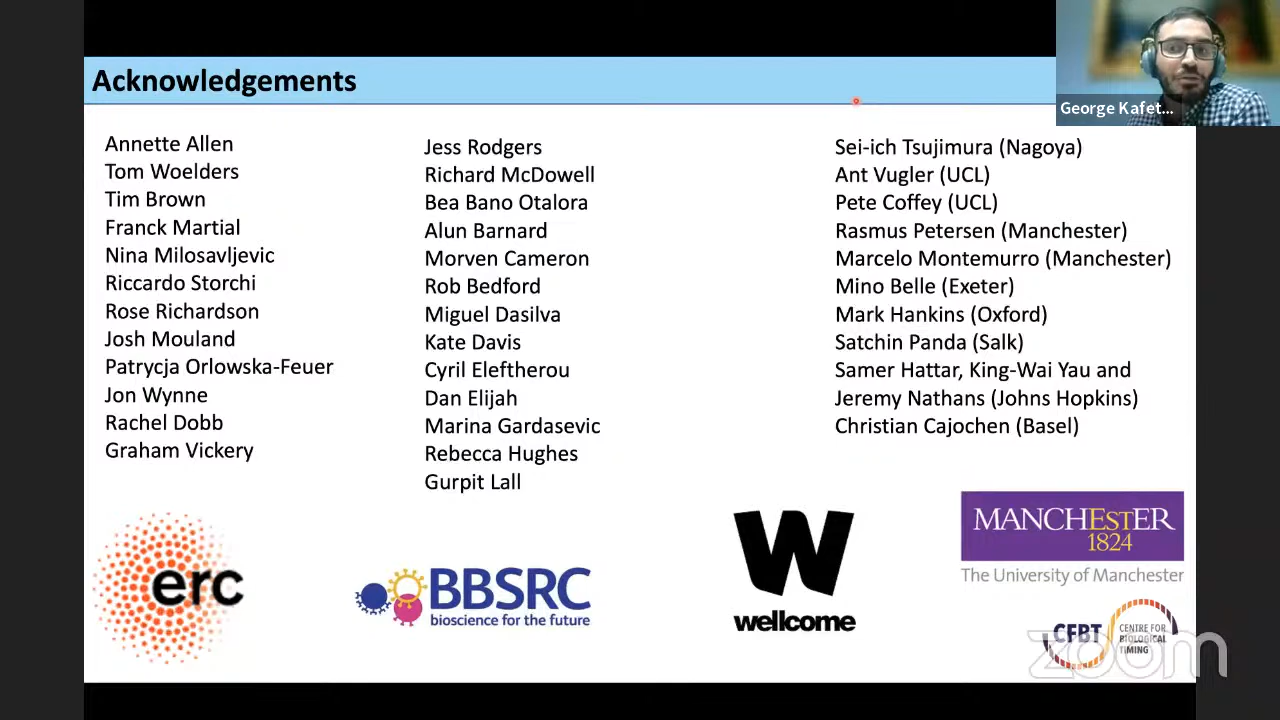 Acknowledgements
George Kafet...
Annette Allen
Tom Woelders
Tim Brown
Franck Martial
Nina Milosavljevic
Riccardo Storchi
Rose Richardson
Josh Mouland
Patrycja Orlowska-Feuer
Jon Wynne
Rachel Dobb
Graham Vickery
Jess Rodgers
Richard McDowell
Bea Bano Otalora
Alun Barnard
Morven Cameron
Rob Bedford
Miguel Dasilva
Kate Davis
Cyril Eleftherou
Dan Elijah
Marina Gardasevic
Rebecca Hughes
Gurpit Lall
Sei-ich Tsujimura (Nagoya)
Ant Vugler (UCL)
Pete Coffey (UCL)
Rasmus Petersen (Manchester)
Marcelo Montemurro (Manchester)
Mino Belle (Exeter)
Mark Hankins (Oxford)
Satchin Panda (Salk)
Samer Hattar, King-Wai Yau and
Jeremy Nathans (Johns Hopkins)
Christian Cajochen (Basel)
erc
BBSRC
bioscience for the future
W
wellcome
MANCHESTER
1824
The University of Manchester
CFBT
CENTRE FOR
BIOLOGICAL
TIMING
zoom